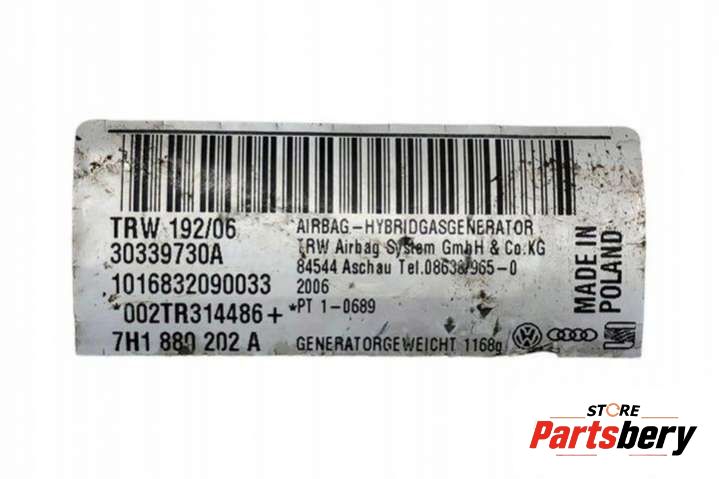 TRW 192/06
30339730A
1016832090033
*002TR314486+*
7H1 880 202 A
AIRBAG-HYBRIDGASGENERATOR
TRW Airbag System GmbH & Co.KG
84544 Aschau Tel.08638/965-0
2006
PT 1-0689
GENERATORGEWEICHT 1168g
MADE IN
POLAND
STORE
Partsbery